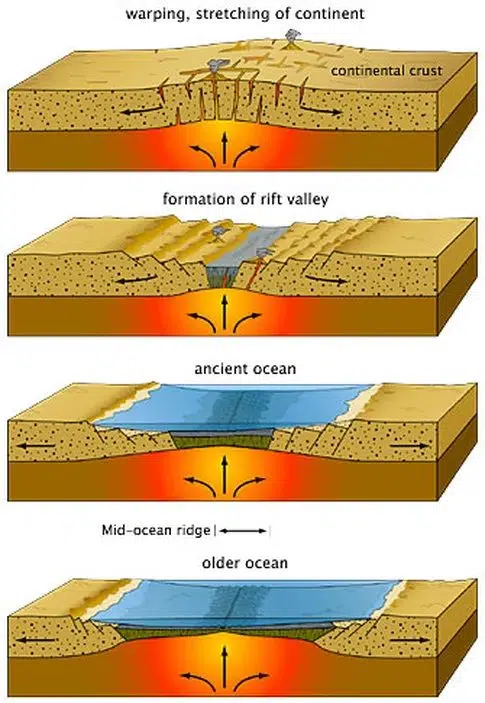 warping, stretching of continent
continental crust
formation of rift valley
ancient ocean
Mid-ocean ridge
older ocean